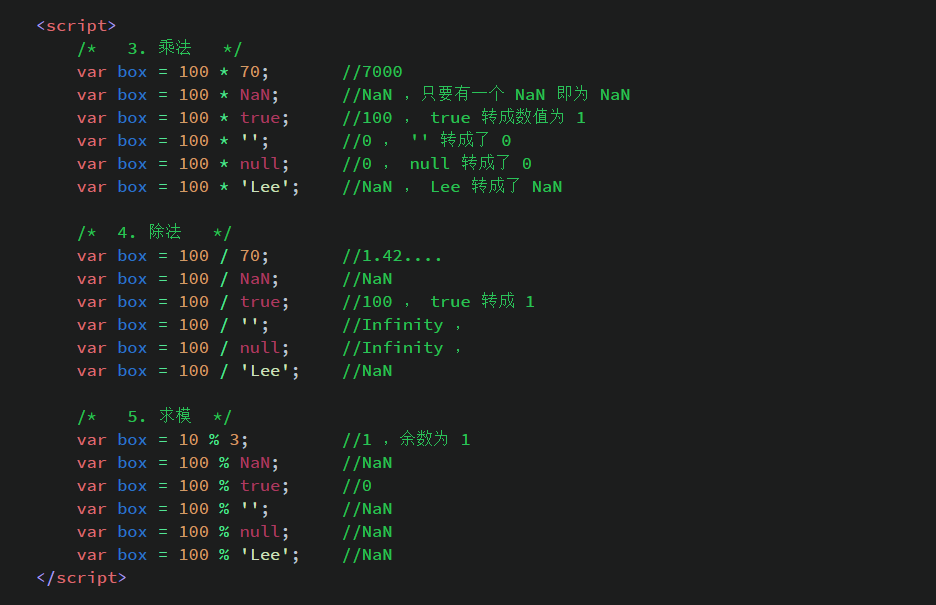 <script>
/*   3. 乘法   */
var box = 100 * 70;       //7000
var box = 100 * NaN;      //NaN ，只要有一个 NaN 即为 NaN
var box = 100 * true;     //100 ， true 转成数值为 1
var box = 100 * '';       //0 ， '' 转成了 0
var box = 100 * null;     //0 ， null 转成了 0
var box = 100 * 'Lee';    //NaN ， Lee 转成了 NaN
/*  4. 除法   */
var box = 100 / 70;       //1.42....
var box = 100 / NaN;      //NaN
var box = 100 / true;     //100 ， true 转成 1
var box = 100 / '';       //Infinity ，
var box = 100 / null;     //Infinity ，
var box = 100 / 'Lee';    //NaN
/*   5. 求模  */
var box = 10 % 3;         //1 ，余数为 1
var box = 100 % NaN;      //NaN
var box = 100 % true;     //0
var box = 100 % '';       //NaN
var box = 100 % null;     //NaN
var box = 100 % 'Lee';    //NaN
</script>